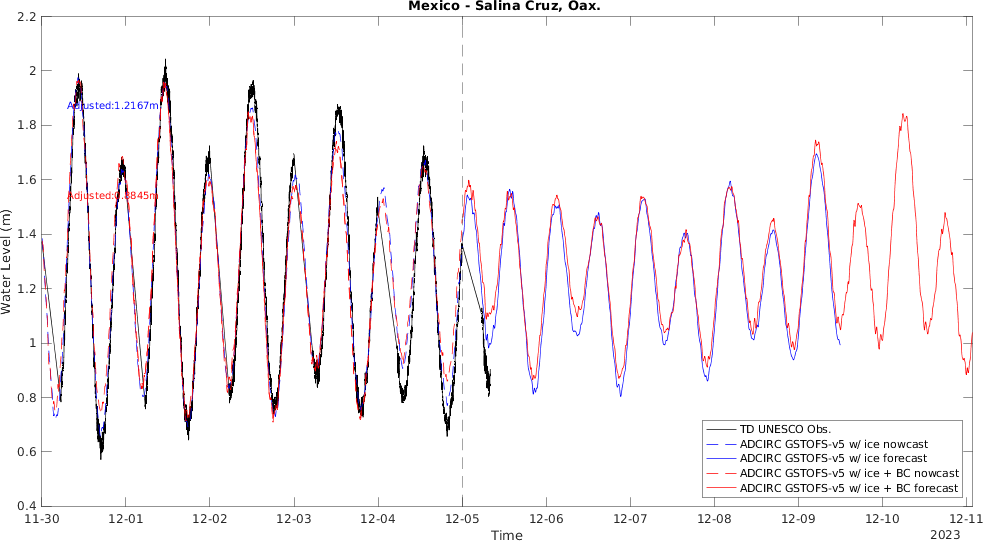 Mexico - Salina Cruz, Oax.
2.2
2
1.8
1.6
1.4
1.2
1
0.8
0.6
0.4
Water Level (m)
Adjusted:1.2167m
11-30
12-01
12-02
12-03
12-04
12-05
12-06
12-07
12-08
12-09
12-10
12-11
Time
2023
TD UNESCO Obs.
ADCIRC GSTOFS-v5 w/ ice nowcast
ADCIRC GSTOFS-v5 w/ ice forecast
ADCIRC GSTOFS-v5 w/ ice + BC nowcast
ADCIRC GSTOFS-v5 w/ ice + BC forecast